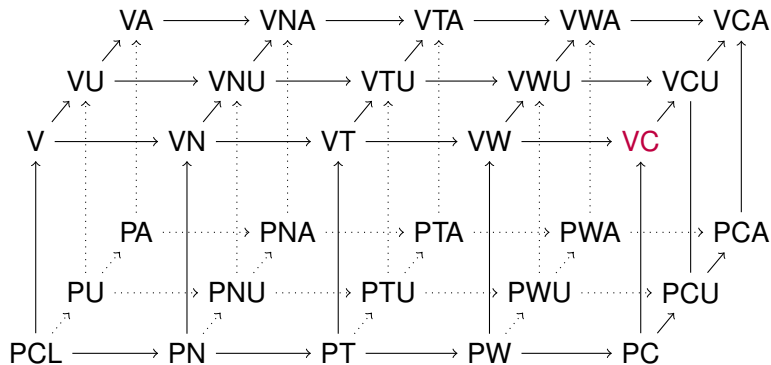 VA VNA VTA VWA VCA
VU VNU VTU VWU VCU
V VN VT VW VC
PA PNA PTA PWA PCA
PU PNU PTU PWU PCU
PCL PN PT PW PC